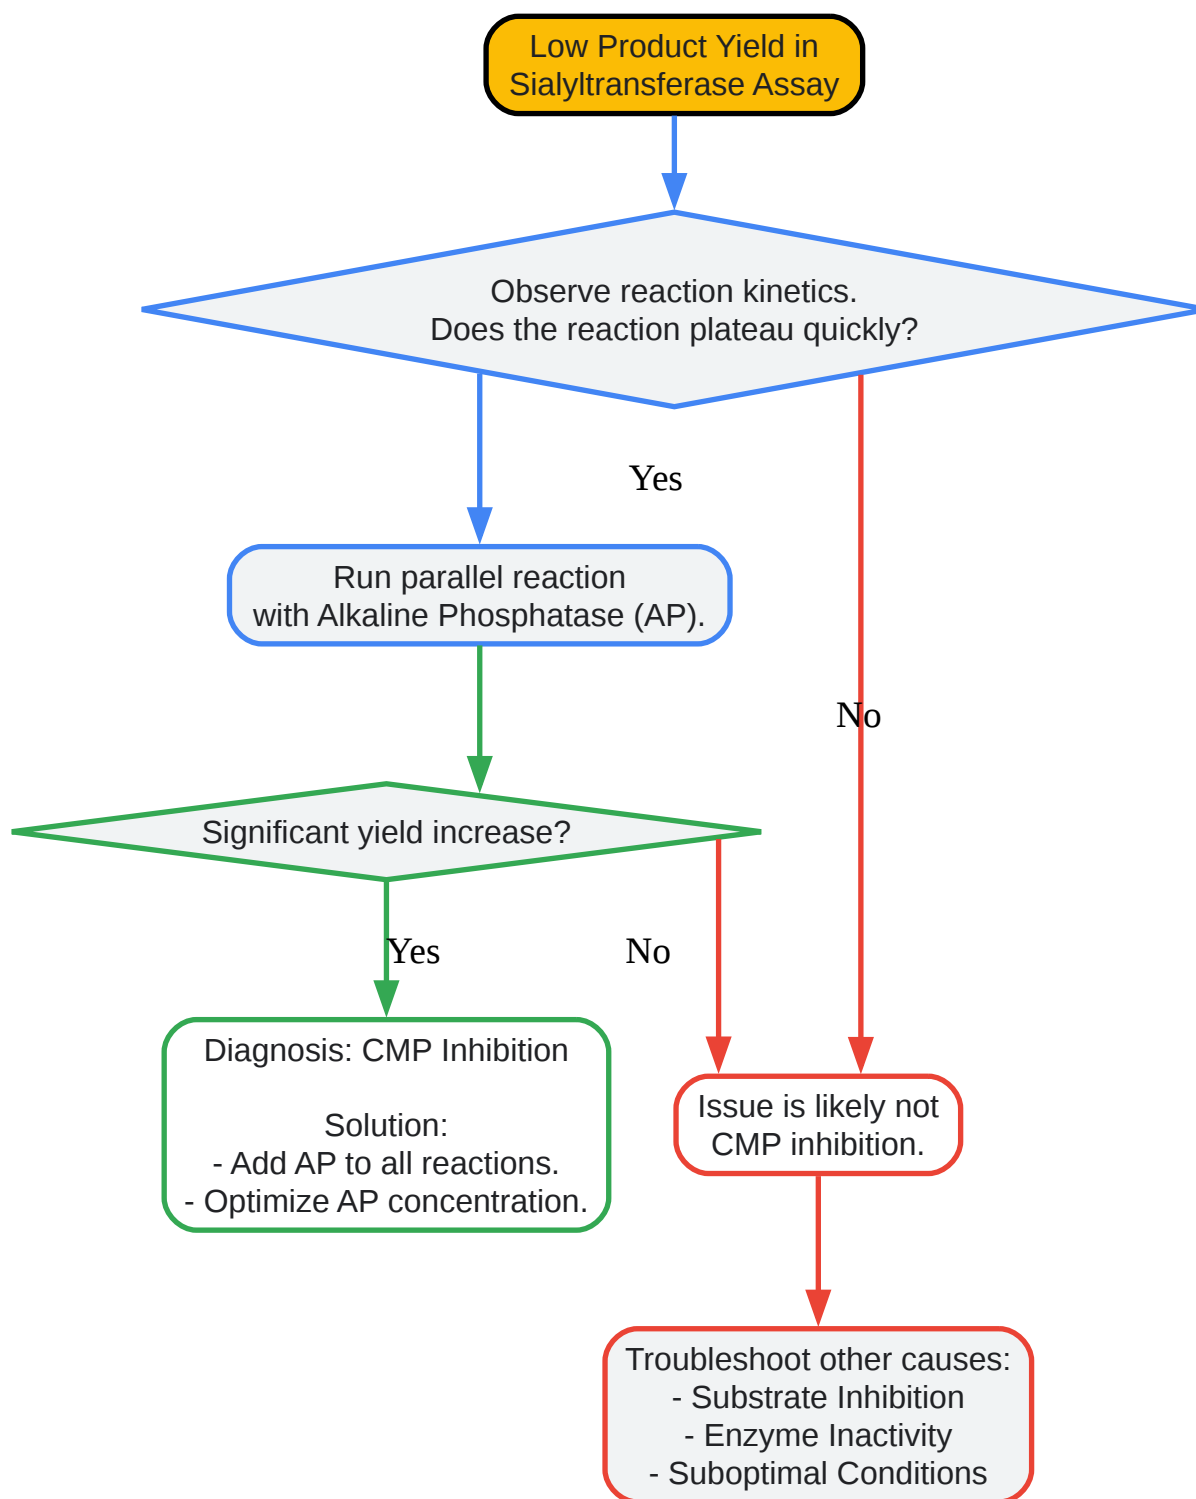 Low Product Yield in
Sialyltransferase Assay
Observe reaction kinetics.
Does the reaction plateau quickly?
Yes
Run parallel reaction
with Alkaline Phosphatase (AP).
No
Significant yield increase?
Yes
No
Diagnosis: CMP Inhibition
Solution:
- Add AP to all reactions.
- Optimize AP concentration.
Issue is likely not
CMP inhibition.
Troubleshoot other causes:
- Substrate Inhibition
- Enzyme Inactivity
- Suboptimal Conditions